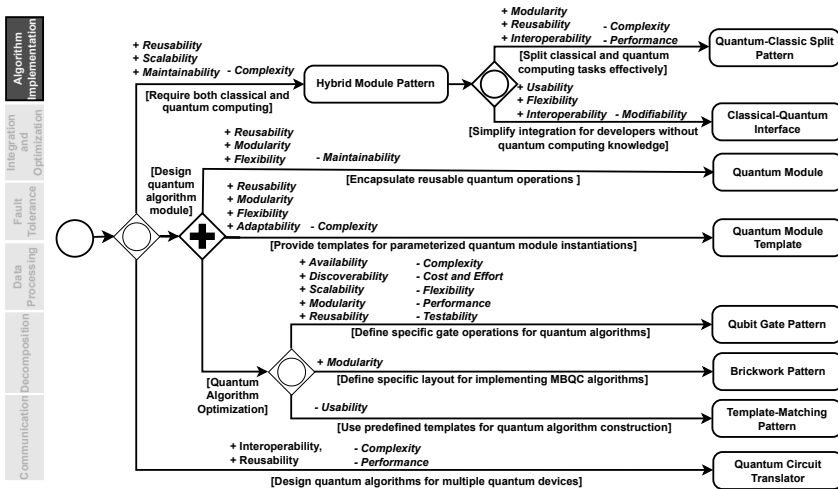 Algorithm
Implementation
Integration
and
Optimization
Fault
Tolerance
Data
Processing
Decomposition
Communication
+ Reusability
+ Scalability
+ Maintainability - Complexity
[Require both classical and
quantum computing]
Hybrid Module Pattern
+ Modularity
+ Reusability - Complexity
+ Interoperability - Performance
[Split classical and quantum
computing tasks effectively]
Quantum-Classic Split
Pattern
+ Usability
+ Flexibility
+ Interoperability - Modifiability
[Simplify integration for developers without
quantum computing knowledge]
Classical-Quantum
Interface
[Design
quantum
algorithm
module]
+ Reusability
+ Modularity
+ Flexibility - Maintainability
[Encapsulate reusable quantum operations ]
Quantum Module
+ Reusability
+ Modularity
+ Flexibility
+ Adaptability - Complexity
[Provide templates for parameterized quantum module instantiations]
Quantum Module
Template
+ Availability - Complexity
+ Discoverability - Cost and Effort
+ Scalability - Flexibility
+ Modularity - Performance
+ Reusability - Testability
[Define specific gate operations for quantum algorithms]
Qubit Gate Pattern
[Quantum
Algorithm
Optimization]
+ Modularity
[Define specific layout for implementing MBQC algorithms]
Brickwork Pattern
- Usability
[Use predefined templates for quantum algorithm construction]
Template-Matching
Pattern
+ Interoperability, - Complexity
+ Reusability - Performance
[Design quantum algorithms for multiple quantum devices]
Quantum Circuit
Translator